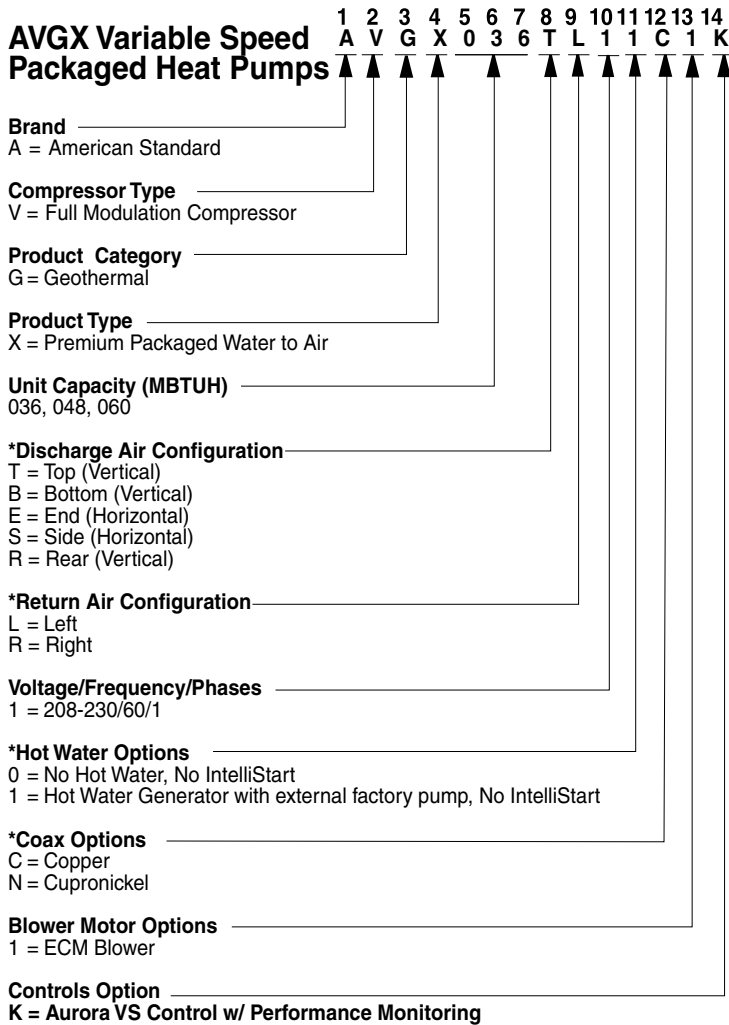 1 2 3 4 5 6 7 8 9 10 11 12 13 14
AVGX Variable Speed A V G X 0 3 6 T L 1 1 C 1 K
Packaged Heat Pumps
Brand
A = American Standard
Compressor Type
V = Full Modulation Compressor
Product Category
G = Geothermal
Product Type
X = Premium Packaged Water to Air
Unit Capacity (MBTUH)
036, 048, 060
*Discharge Air Configuration
T = Top (Vertical)
B = Bottom (Vertical)
E = End (Horizontal)
S = Side (Horizontal)
R = Rear (Vertical)
*Return Air Configuration
L = Left
R = Right
Voltage/Frequency/Phases
1 = 208-230/60/1
*Hot Water Options
0 = No Hot Water, No IntelliStart
1 = Hot Water Generator with external factory pump, No IntelliStart
*Coax Options
C = Copper
N = Cupronickel
Blower Motor Options
1 = ECM Blower
Controls Option
K = Aurora VS Control w/ Performance Monitoring